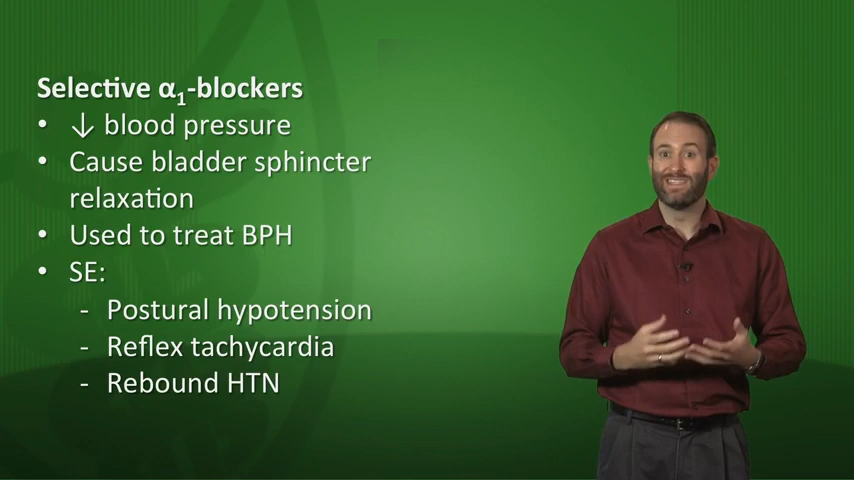 Selective α₁-blockers
• ↓ blood pressure
• Cause bladder sphincter
relaxation
• Used to treat BPH
• SE:
- Postural hypotension
- Reflex tachycardia
- Rebound HTN